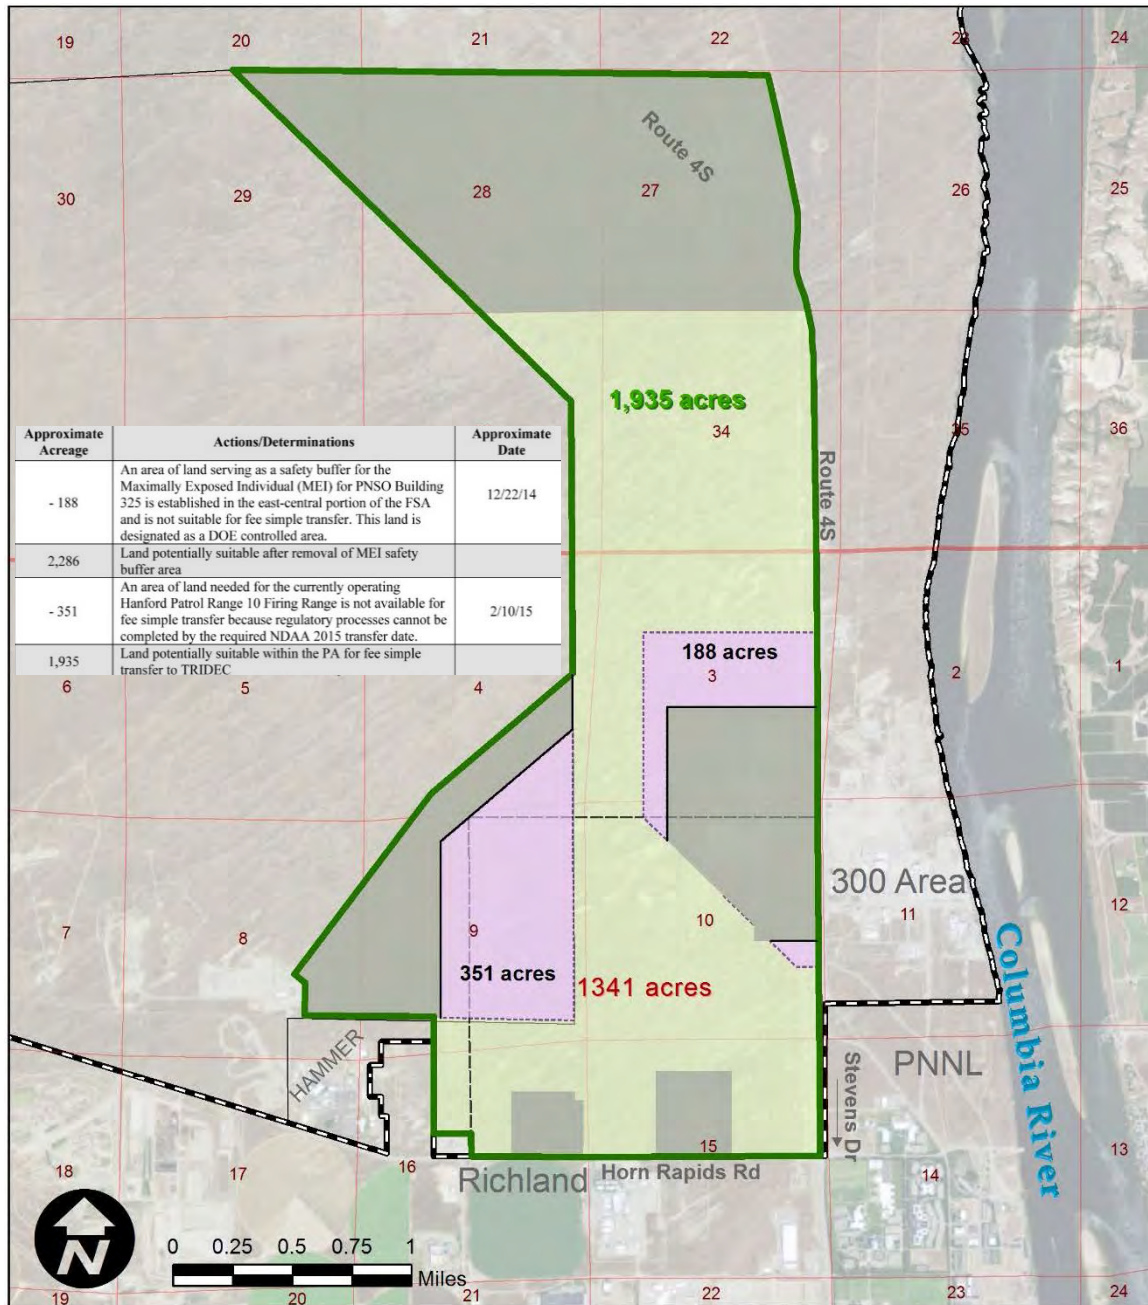 19
20
21
22
23
24
Route 4S
30
29
28
27
26
25
1,935 acres
34
35
36
Route 4S
Approximate Acreage
Actions/Determinations
Approximate Date
- 188
An area of land serving as a safety buffer for the
Maximally Exposed Individual (MEI) for PNSO Building
325 is established in the east-central portion of the FSA
and is not suitable for fee simple transfer. This land is
designated as a DOE controlled area.
12/22/14
2,286
Land potentially suitable after removal of MEI safety
buffer area
- 351
An area of land needed for the currently operating
Hanford Patrol Range 10 Firing Range is not available for
fee simple transfer because regulatory processes cannot be
completed by the required NDAA 2015 transfer date.
2/10/15
1,935
Land potentially suitable within the PA for fee simple
transfer to TRIDEC
6
5
4
188 acres
3
2
1
300 Area
7
8
9
10
11
12
351 acres
1341 acres
Columbia River
HAMMER
PNNL
Stevens Dr
18
17
16
15
14
13
Richland
Horn Rapids Rd
N
0 0.25 0.5 0.75 1
Miles
19
20
21
22
23
24